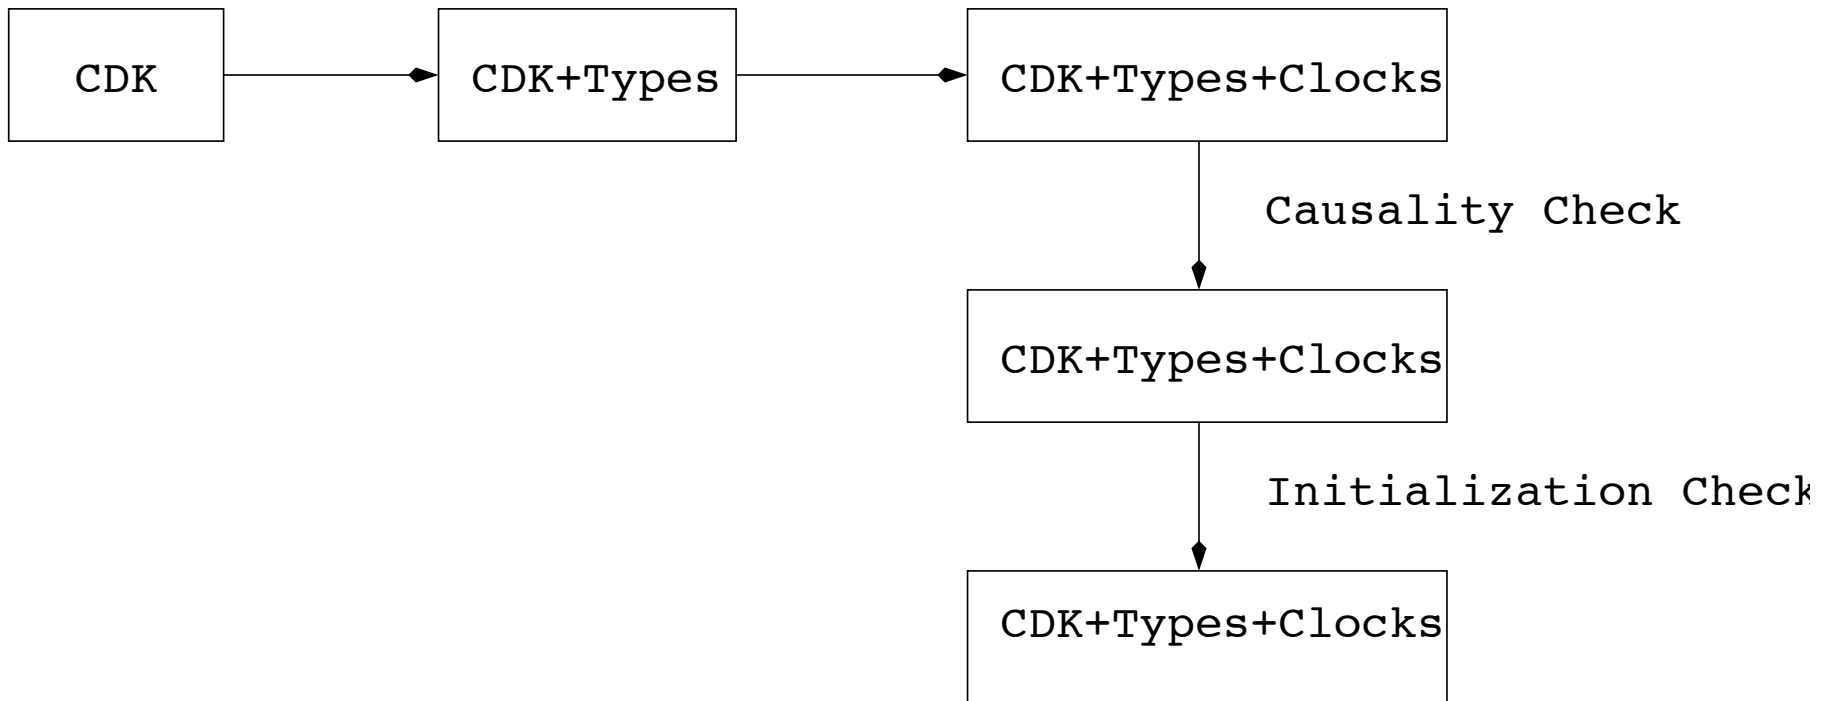 CDK
CDK+Types
CDK+Types+Clocks
Causality Check
CDK+Types+Clocks
Initialization Check
CDK+Types+Clocks